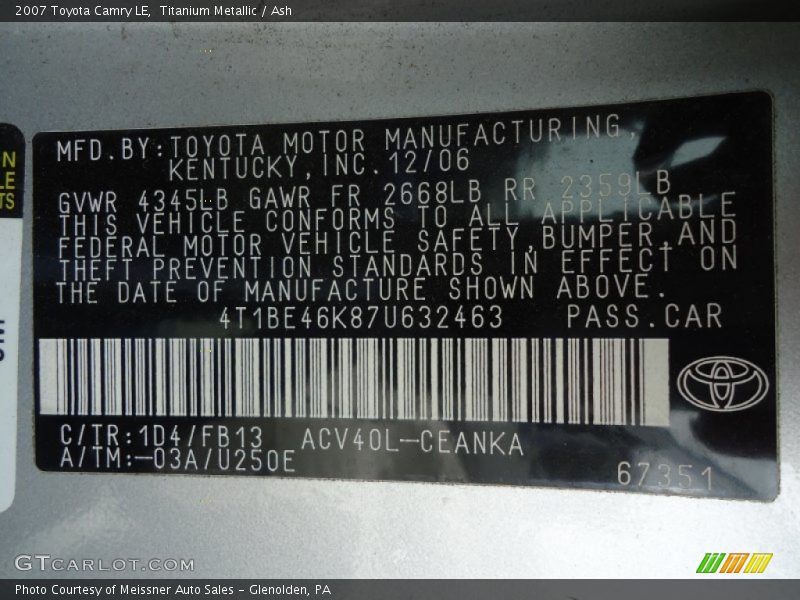 2007 Toyota Camry LE, Titanium Metallic / Ash
N
LE
TS
MFD.BY:TOYOTA MOTOR MANUFACTURING,
KENTUCKY,INC.12/06
GVWR 4345LB GAWR FR 2668LB RR 2359LB
THIS VEHICLE CONFORMS TO ALL APPLICABLE
FEDERAL MOTOR VEHICLE SAFETY,BUMPER,AND
THEFT PREVENTION STANDARDS IN EFFECT ON
THE DATE OF MANUFACTURE SHOWN ABOVE.
4T1BE46K87U632463 PASS.CAR
C/TR:1D4/FB13 ACV40L-CEANKA
A/TM:-03A/U250E
67351
GTCARLOT.COM
Photo Courtesy of Meissner Auto Sales - Glenolden, PA